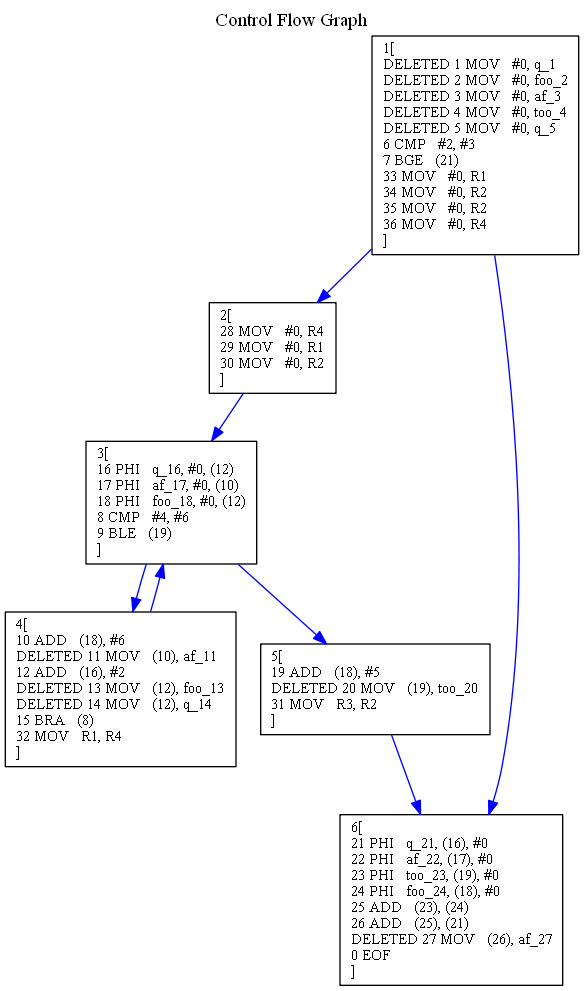 Control Flow Graph
1[
DELETED 1 MOV #0, q_1
DELETED 2 MOV #0, foo_2
DELETED 3 MOV #0, af_3
DELETED 4 MOV #0, too_4
DELETED 5 MOV #0, q_5
6 CMP #2, #3
7 BGE (21)
33 MOV #0, R1
34 MOV #0, R2
35 MOV #0, R2
36 MOV #0, R4
]
2[
28 MOV #0, R4
29 MOV #0, R1
30 MOV #0, R2
]
3[
16 PHI q_16, #0, (12)
17 PHI af_17, #0, (10)
18 PHI foo_18, #0, (12)
8 CMP #4, #6
9 BLE (19)
]
4[
10 ADD (18), #6
DELETED 11 MOV (10), af_11
12 ADD (16), #2
DELETED 13 MOV (12), foo_13
DELETED 14 MOV (12), q_14
15 BRA (8)
32 MOV R1, R4
]
5[
19 ADD (18), #5
DELETED 20 MOV (19), too_20
31 MOV R3, R2
]
6[
21 PHI q_21, (16), #0
22 PHI af_22, (17), #0
23 PHI too_23, (19), #0
24 PHI foo_24, (18), #0
25 ADD (23), (24)
26 ADD (25), (21)
DELETED 27 MOV (26), af_27
0 EOF
]